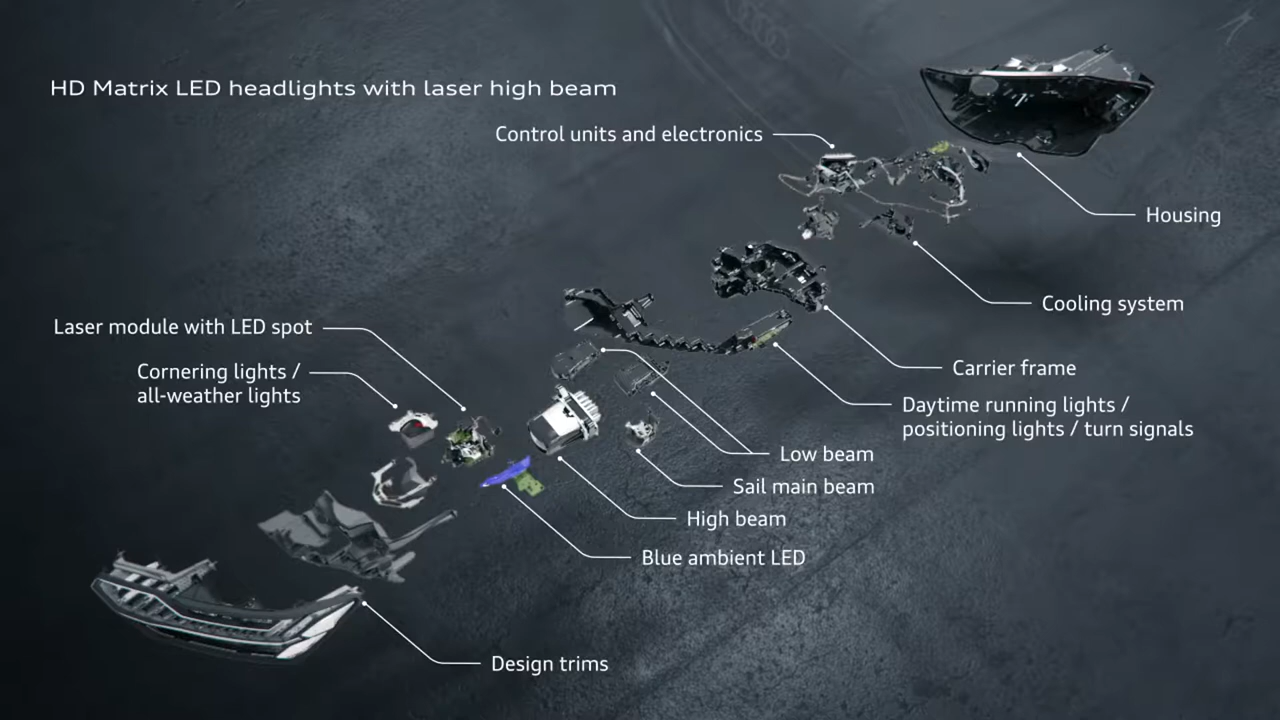 HD Matrix LED headlights with laser high beam
Control units and electronics
Housing
Cooling system
Laser module with LED spot
Cornering lights /
all-weather lights
Carrier frame
Daytime running lights /
positioning lights / turn signals
Low beam
Sail main beam
High beam
Blue ambient LED
Design trims